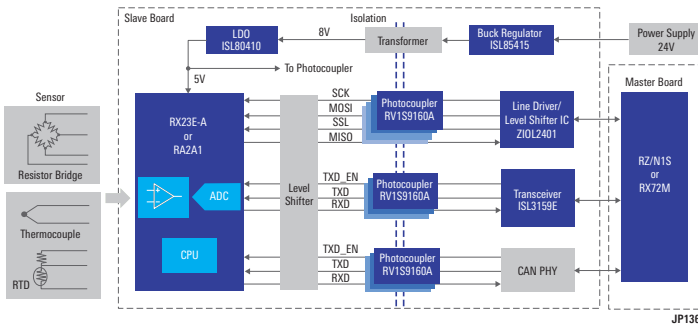 Slave Board
Isolation
LDO
ISL80410
8V
Transformer
Buck Regulator
ISL85415
Power Supply
24V
5V
To Photocoupler
Master Board
Sensor
Resistor Bridge
Thermocouple
RTD
RX23E-A
or
RA2A1
ADC
CPU
Level
Shifter
SCK
MOSI
SSL
MISO
Photocoupler
RV1S9160A
Line Driver/
Level Shifter IC
ZIOL2401
TXD_EN
TXD
RXD
Photocoupler
RV1S9160A
Transceiver
ISL3159E
TXD_EN
TXD
RXD
Photocoupler
RV1S9160A
CAN PHY
RZ/N1S
or
RX72M